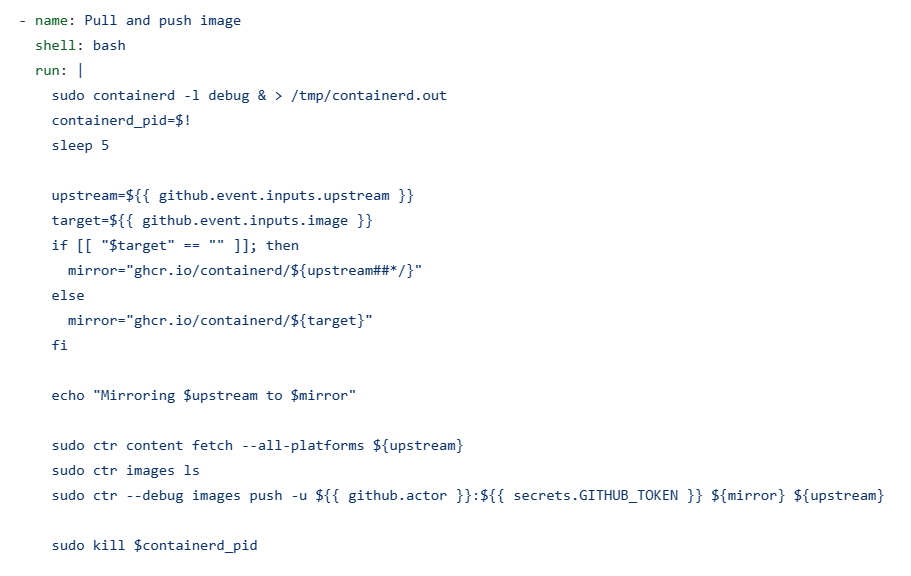 - name: Pull and push image
  shell: bash
  run: |
    sudo containerd -l debug & > /tmp/containerd.out
    containerd_pid=$!
    sleep 5

    upstream=${{ github.event.inputs.upstream }}
    target=${{ github.event.inputs.image }}
    if [[ "$target" == "" ]]; then
      mirror="ghcr.io/containerd/${upstream##*/}"
    else
      mirror="ghcr.io/containerd/${target}"
    fi

    echo "Mirroring $upstream to $mirror"

    sudo ctr content fetch --all-platforms ${upstream}
    sudo ctr images ls
    sudo ctr --debug images push -u ${{ github.actor }}:${{ secrets.GITHUB_TOKEN }} ${mirror} ${upstream}

    sudo kill $containerd_pid